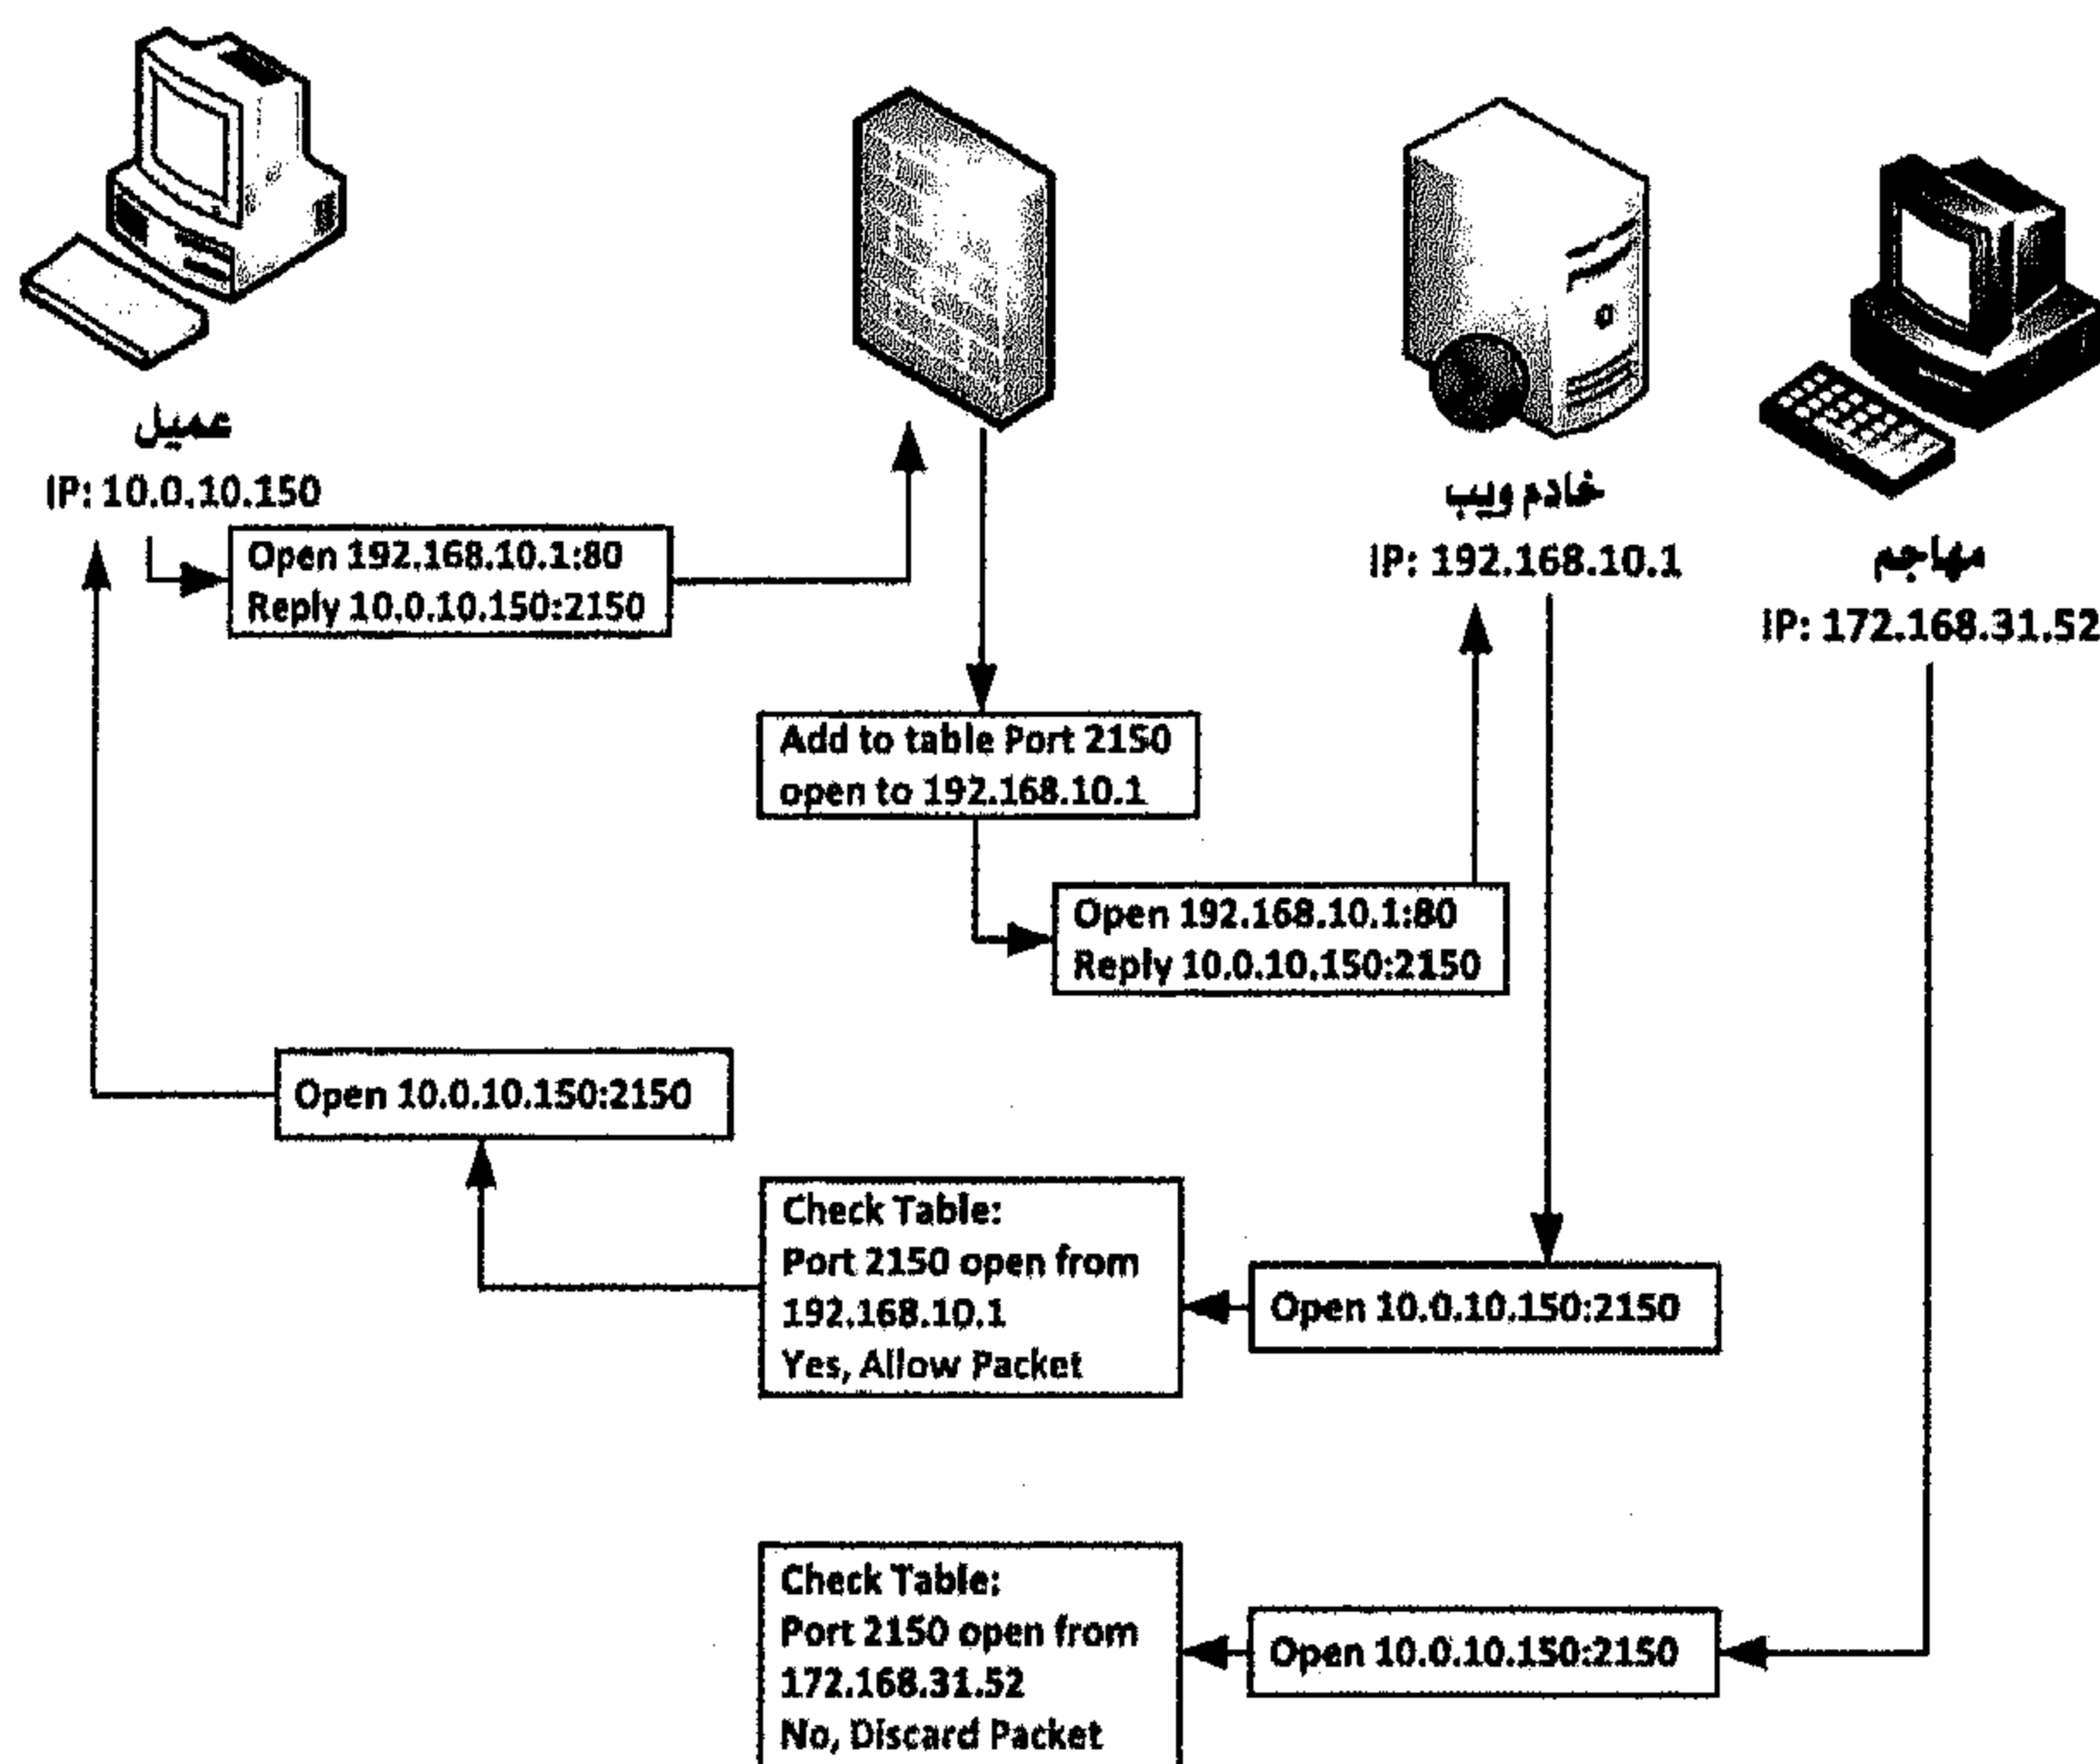 عميل
IP: 10.0.10.150
خادم ويب
IP: 192.168.10.1
مهاجم
IP: 172.168.31.52
Open 192.168.10.1:80
Reply 10.0.10.150:2150
Add to table Port 2150
open to 192.168.10.1
Open 192.168.10.1:80
Reply 10.0.10.150:2150
Open 10.0.10.150:2150
Check Table:
Port 2150 open from
192.168.10.1
Yes, Allow Packet
Open 10.0.10.150:2150
Check Table:
Port 2150 open from
172.168.31.52
No, Discard Packet
Open 10.0.10.150:2150